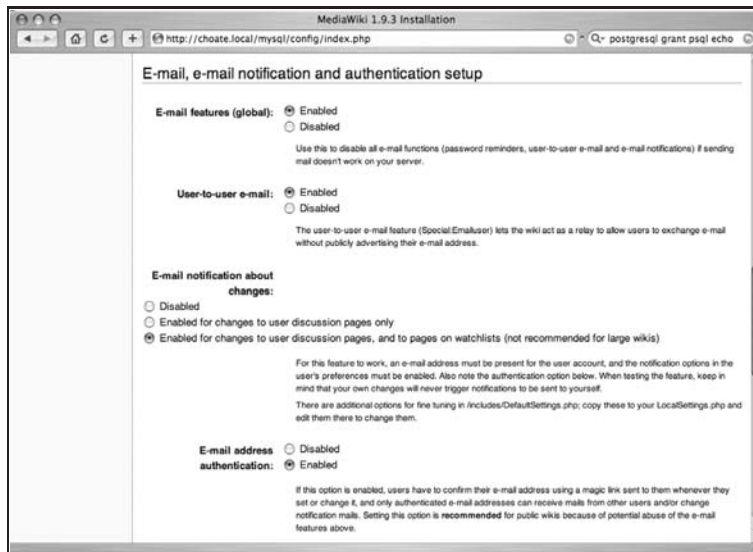 MediaWiki 1.9.3 Installation
http://choate.local/mysql/config/index.php
postgresql grant psql echo
E-mail, e-mail notification and authentication setup
E-mail features (global): Enabled
Disabled
Use this to disable all e-mail functions (password reminders, user-to-user e-mail and e-mail notifications) if sending
mail doesn't work on your server.
User-to-user e-mail: Enabled
Disabled
The user-to-user e-mail feature (Special:Emailuser) lets the wiki act as a relay to allow users to exchange e-mail
without publicly advertising their e-mail address.
E-mail notification about
changes:
Disabled
Enabled for changes to user discussion pages only
Enabled for changes to user discussion pages, and to pages on watchlists (not recommended for large wikis)
For this feature to work, an e-mail address must be present for the user account, and the notification options in the
user's preferences must be enabled. Also note the authentication option below. When testing the feature, keep in
mind that your own changes will never trigger notifications to be sent to yourself.
There are additional options for fine tuning in /includes/DefaultSettings.php; copy these to your LocalSettings.php and
edit them there to change them.
E-mail address Disabled
authentication: Enabled
If this option is enabled, users have to confirm their e-mail address using a magic link sent to them whenever they
set or change it, and only authenticated e-mail addresses can receive mails from other users and/or change
notification mails. Setting this option is recommended for public wikis because of potential abuse of the e-mail
features above.